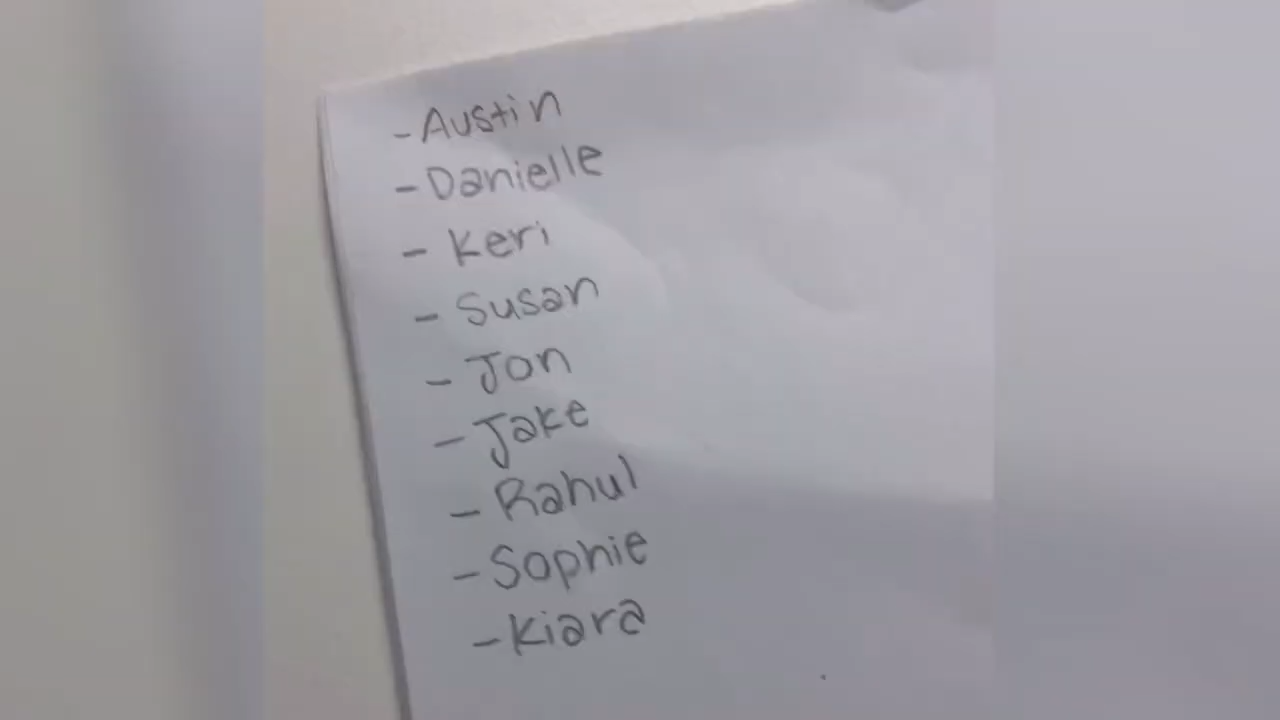 - Austin
- Danielle
- Keri
- Susan
- Jon
- Jake
- Rahul
- Sophie
- Kiara